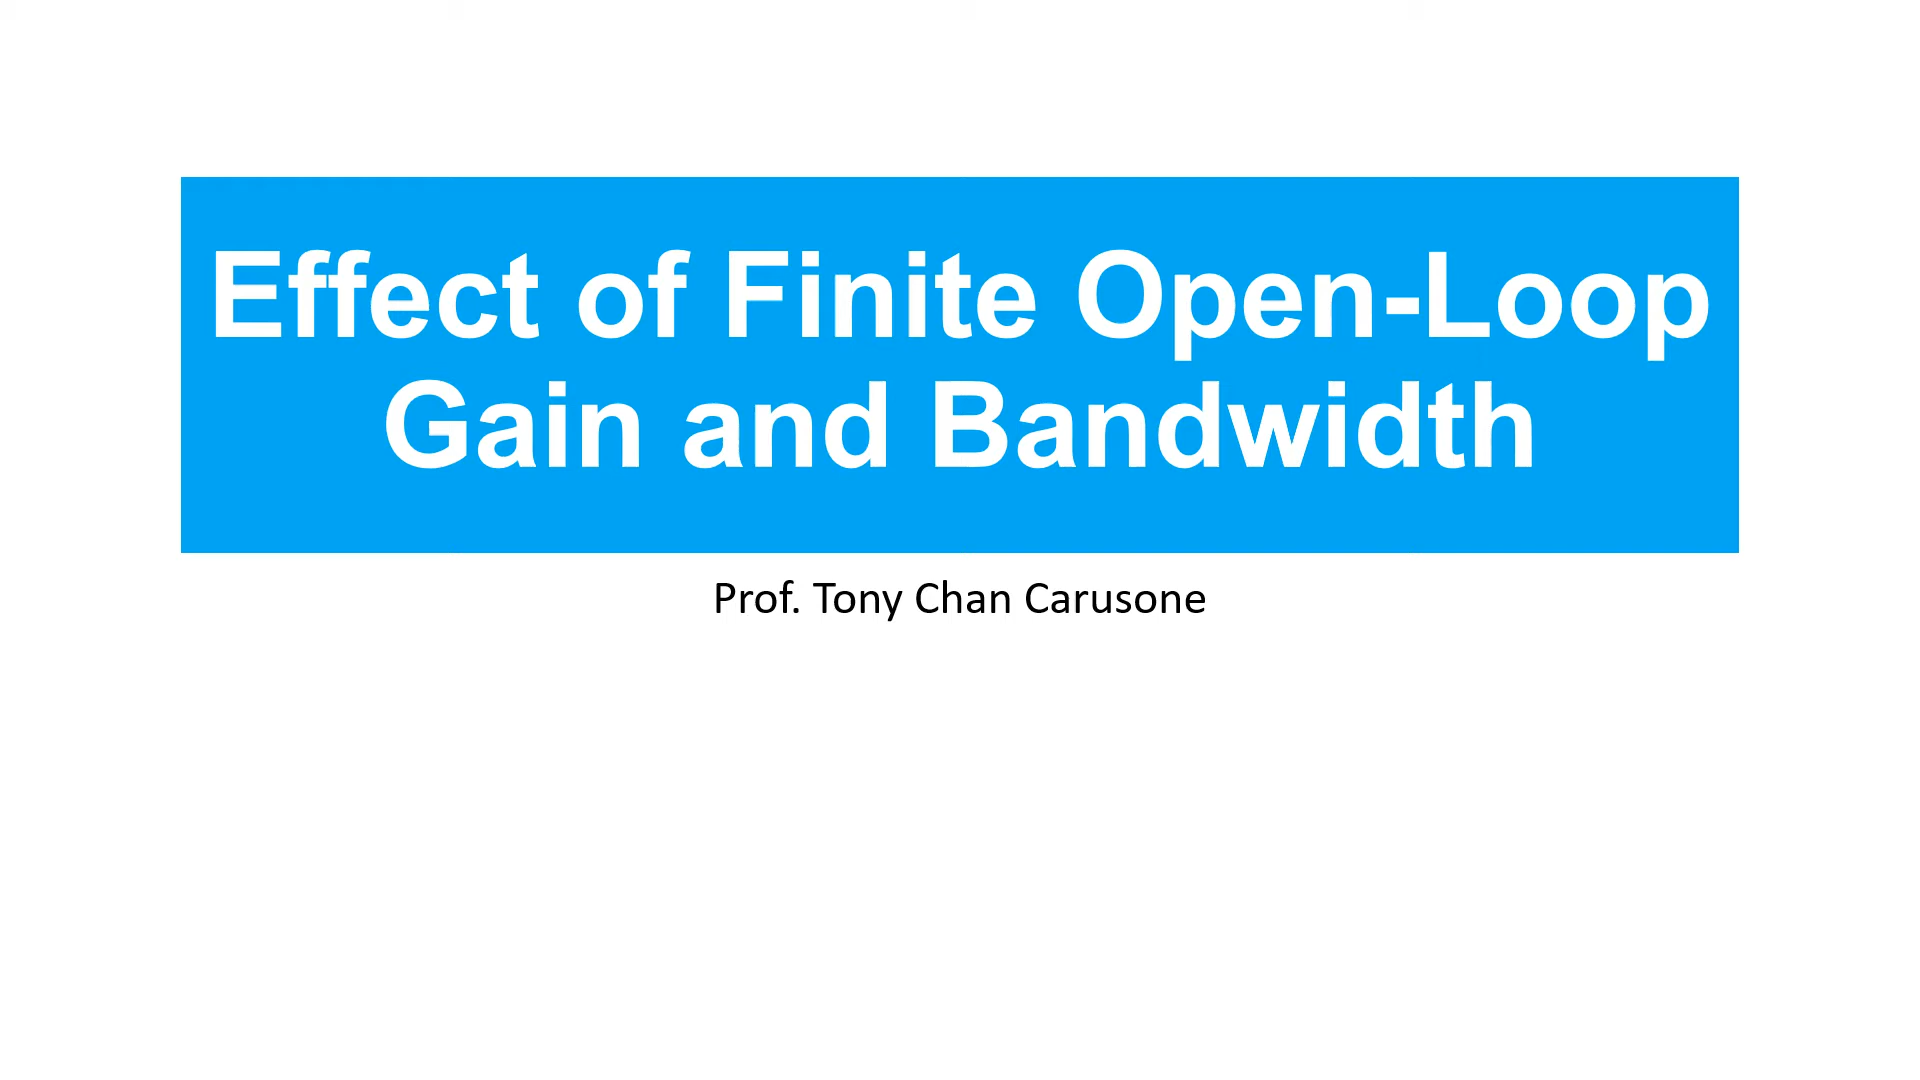 Effect of Finite Open-Loop
Gain and Bandwidth
Prof. Tony Chan Carusone